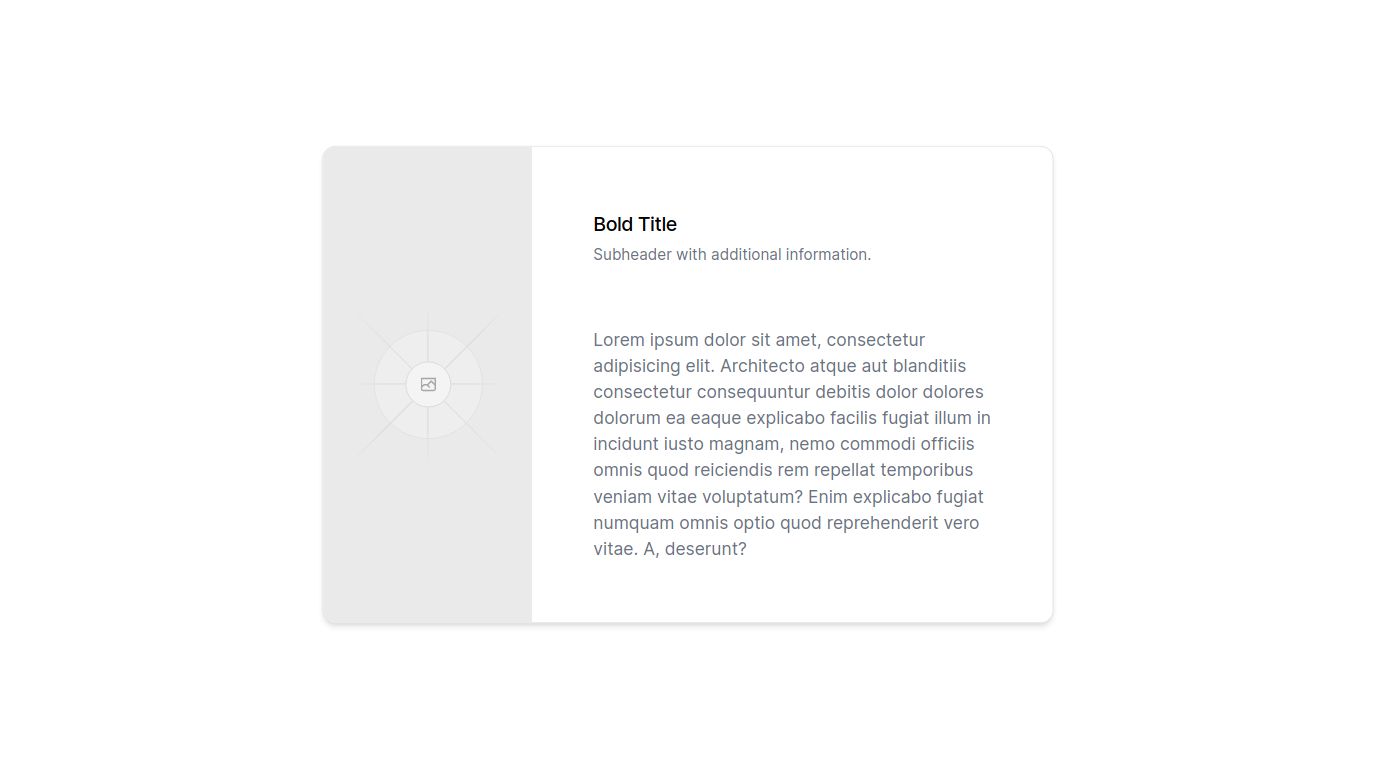 Bold Title
Subheader with additional information.
Lorem ipsum dolor sit amet, consectetur
adipisicing elit. Architecto atque aut blanditiis
consectetur consequuntur debitis dolor dolores
dolorum ea eaque explicabo facilis fugiat illum in
incidunt iusto magnam, nemo commodi officiis
omnis quod reiciendis rem repellat temporibus
veniam vitae voluptatum? Enim explicabo fugiat
numquam omnis optio quod reprehenderit vero
vitae. A, deserunt?